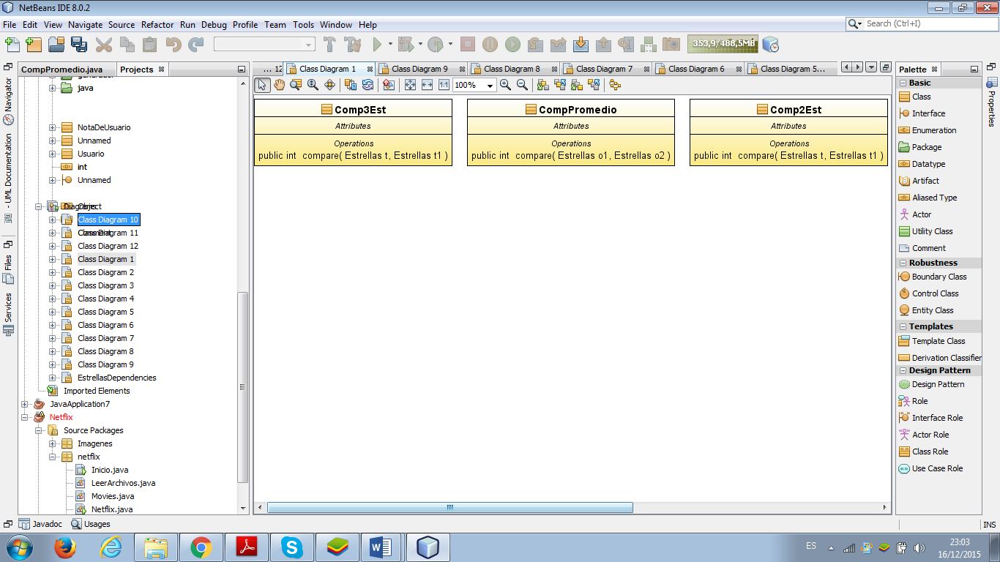 NetBeans IDE 8.0.2
File Edit View Navigate Source Refactor Run Debug Profile Team Tools Window Help
Search (Ctrl+I)
353,9/488,5MB
Navigator
- UML Documentation
Files
Services
CompPromedio.java Projects
java
NotaDeUsuario
Unnamed
Usuario
int
Unnamed
Class Diagram 10
Class Diagram 11
Class Diagram 12
Class Diagram 1
Class Diagram 2
Class Diagram 3
Class Diagram 4
Class Diagram 5
Class Diagram 6
Class Diagram 7
Class Diagram 8
Class Diagram 9
EstrellasDependencies
Imported Elements
JavaApplication7
Netflix
Source Packages
Imagenes
netflix
Inicio.java
LeerArchivos.java
Movies.java
Netflix.java
... 12 Class Diagram 1 Class Diagram 9 Class Diagram 8 Class Diagram 7 Class Diagram 6 Class Diagram 5...
1:1 100%
Comp3Est
Attributes
Operations
public int compare( Estrellas t, Estrellas t1 )
CompPromedio
Attributes
Operations
public int compare( Estrellas o1, Estrellas o2 )
Comp2Est
Attributes
Operations
public int compare( Estrellas t, Estrellas t1 )
Palette
Basic
Class
Interface
Enumeration
Package
Datatype
Artifact
Aliased Type
Actor
Utility Class
Comment
Robustness
Boundary Class
Control Class
Entity Class
Templates
Template Class
Derivation Classifier
Design Pattern
Design Pattern
Role
Interface Role
Actor Role
Class Role
Use Case Role
Properties
Javadoc Usages
INS
ES
23:03
16/12/2015